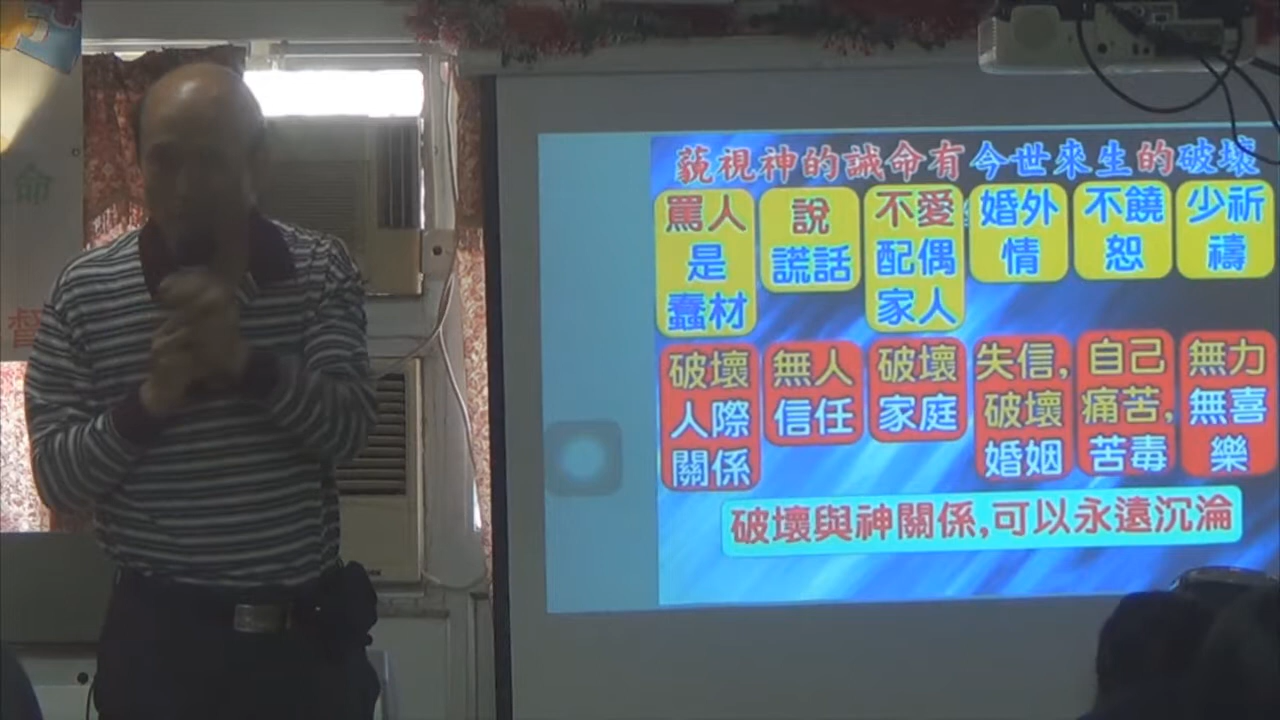 藐視神的誡命有今世來生的破壞
罵人
是
蠢材
說
謊話
不愛
配偶
家人
婚外
情
不饒
恕
少祈
禱
破壞
人際
關係
無人
信任
破壞
家庭
失信,
破壞
婚姻
自己
痛苦,
苦毒
無力
無喜
樂
破壞與神關係,可以永遠沉淪
命
督